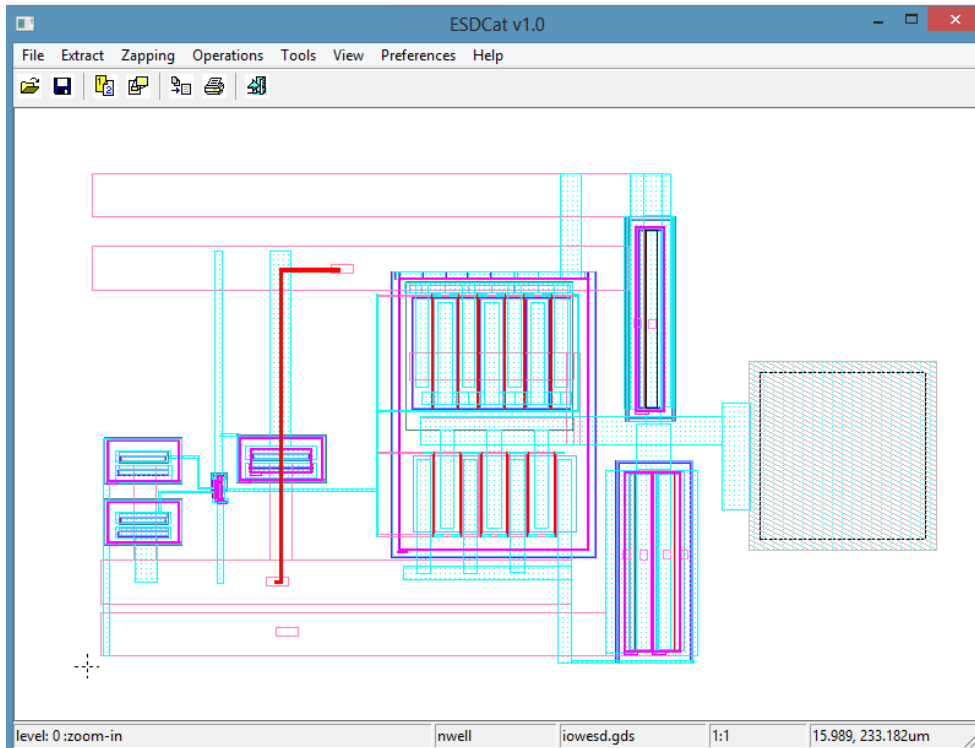 ESDCat v1.0
File Extract Zapping Operations Tools View Preferences Help
level: 0 :zoom-in nwell iowesd.gds 1:1 15.989, 233.182um